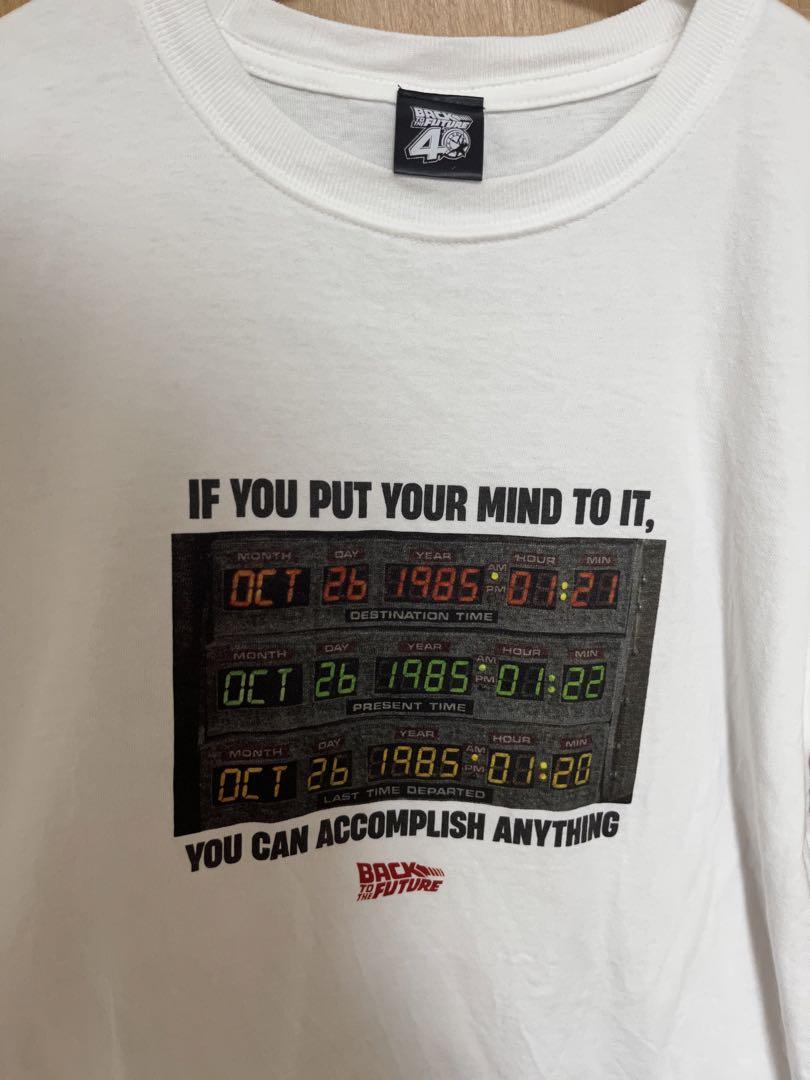 BACK
TO THE FUTURE
40
IF YOU PUT YOUR MIND TO IT,
MONTH DAY YEAR HOUR MIN
OCT 26 1985 AM PM 01:21
DESTINATION TIME
MONTH DAY YEAR HOUR MIN
OCT 26 1985 AM PM 01:22
PRESENT TIME
MONTH DAY YEAR HOUR MIN
OCT 26 1985 AM PM 01:20
LAST TIME DEPARTED
YOU CAN ACCOMPLISH ANYTHING
BACK
TO THE FUTURE